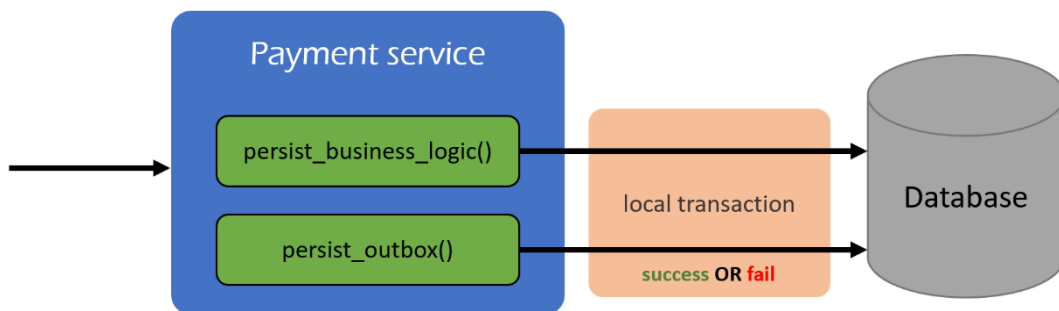 Payment service
persist_business_logic()
persist_outbox()
local transaction
success OR fail
Database